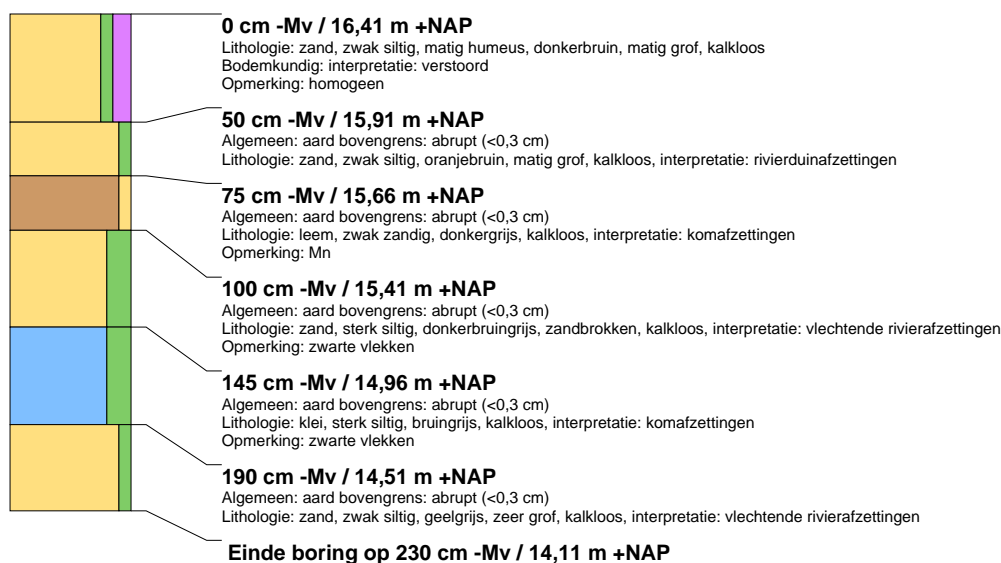 0 cm -Mv / 16,41 m +NAP
Lithologie: zand, zwak siltig, matig humeus, donkerbruin, matig grof, kalkloos
Bodemkundig: interpretatie: verstoord
Opmerking: homogeen
50 cm -Mv / 15,91 m +NAP
Algemeen: aard bovengrens: abrupt (<0,3 cm)
Lithologie: zand, zwak siltig, oranjebruin, matig grof, kalkloos, interpretatie: rivierduinafzettingen
75 cm -Mv / 15,66 m +NAP
Algemeen: aard bovengrens: abrupt (<0,3 cm)
Lithologie: leem, zwak zandig, donkergrijs, kalkloos, interpretatie: komafzettingen
Opmerking: Mn
100 cm -Mv / 15,41 m +NAP
Algemeen: aard bovengrens: abrupt (<0,3 cm)
Lithologie: zand, sterk siltig, donkerbruingrijs, zandbrokken, kalkloos, interpretatie: vlechtende rivierafzettingen
Opmerking: zwarte vlekken
145 cm -Mv / 14,96 m +NAP
Algemeen: aard bovengrens: abrupt (<0,3 cm)
Lithologie: klei, sterk siltig, bruingrijs, kalkloos, interpretatie: komafzettingen
Opmerking: zwarte vlekken
190 cm -Mv / 14,51 m +NAP
Algemeen: aard bovengrens: abrupt (<0,3 cm)
Lithologie: zand, zwak siltig, geelgrijs, zeer grof, kalkloos, interpretatie: vlechtende rivierafzettingen
Einde boring op 230 cm -Mv / 14,11 m +NAP